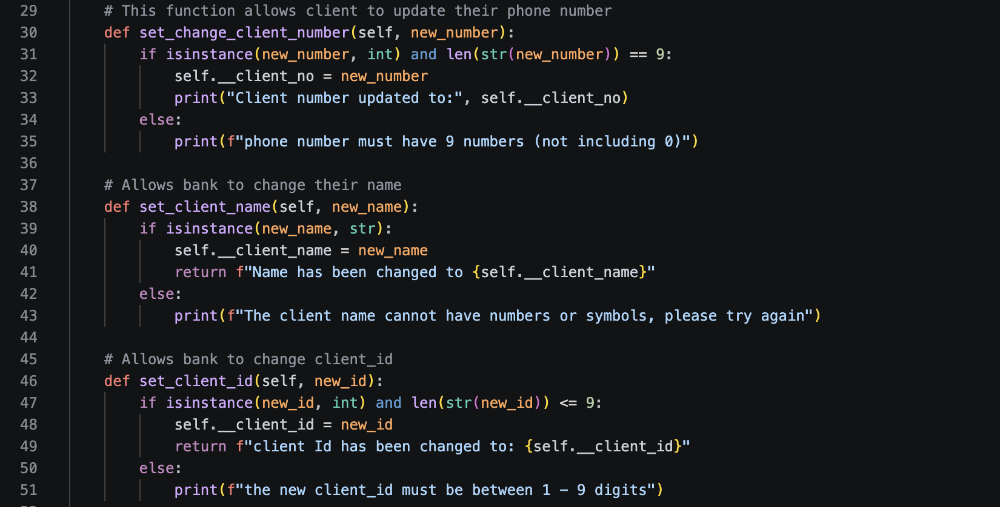 29 # This function allows client to update their phone number
30 def set_change_client_number(self, new_number):
31 if isinstance(new_number, int) and len(str(new_number)) == 9:
32 self.__client_no = new_number
33 print("Client number updated to:", self.__client_no)
34 else:
35 print(f"phone number must have 9 numbers (not including 0)")
36
37 # Allows bank to change their name
38 def set_client_name(self, new_name):
39 if isinstance(new_name, str):
40 self.__client_name = new_name
41 return f"Name has been changed to {self.__client_name}"
42 else:
43 print(f"The client name cannot have numbers or symbols, please try again")
44
45 # Allows bank to change client_id
46 def set_client_id(self, new_id):
47 if isinstance(new_id, int) and len(str(new_id)) <= 9:
48 self.__client_id = new_id
49 return f"client Id has been changed to: {self.__client_id}"
50 else:
51 print(f"the new client_id must be between 1 - 9 digits")